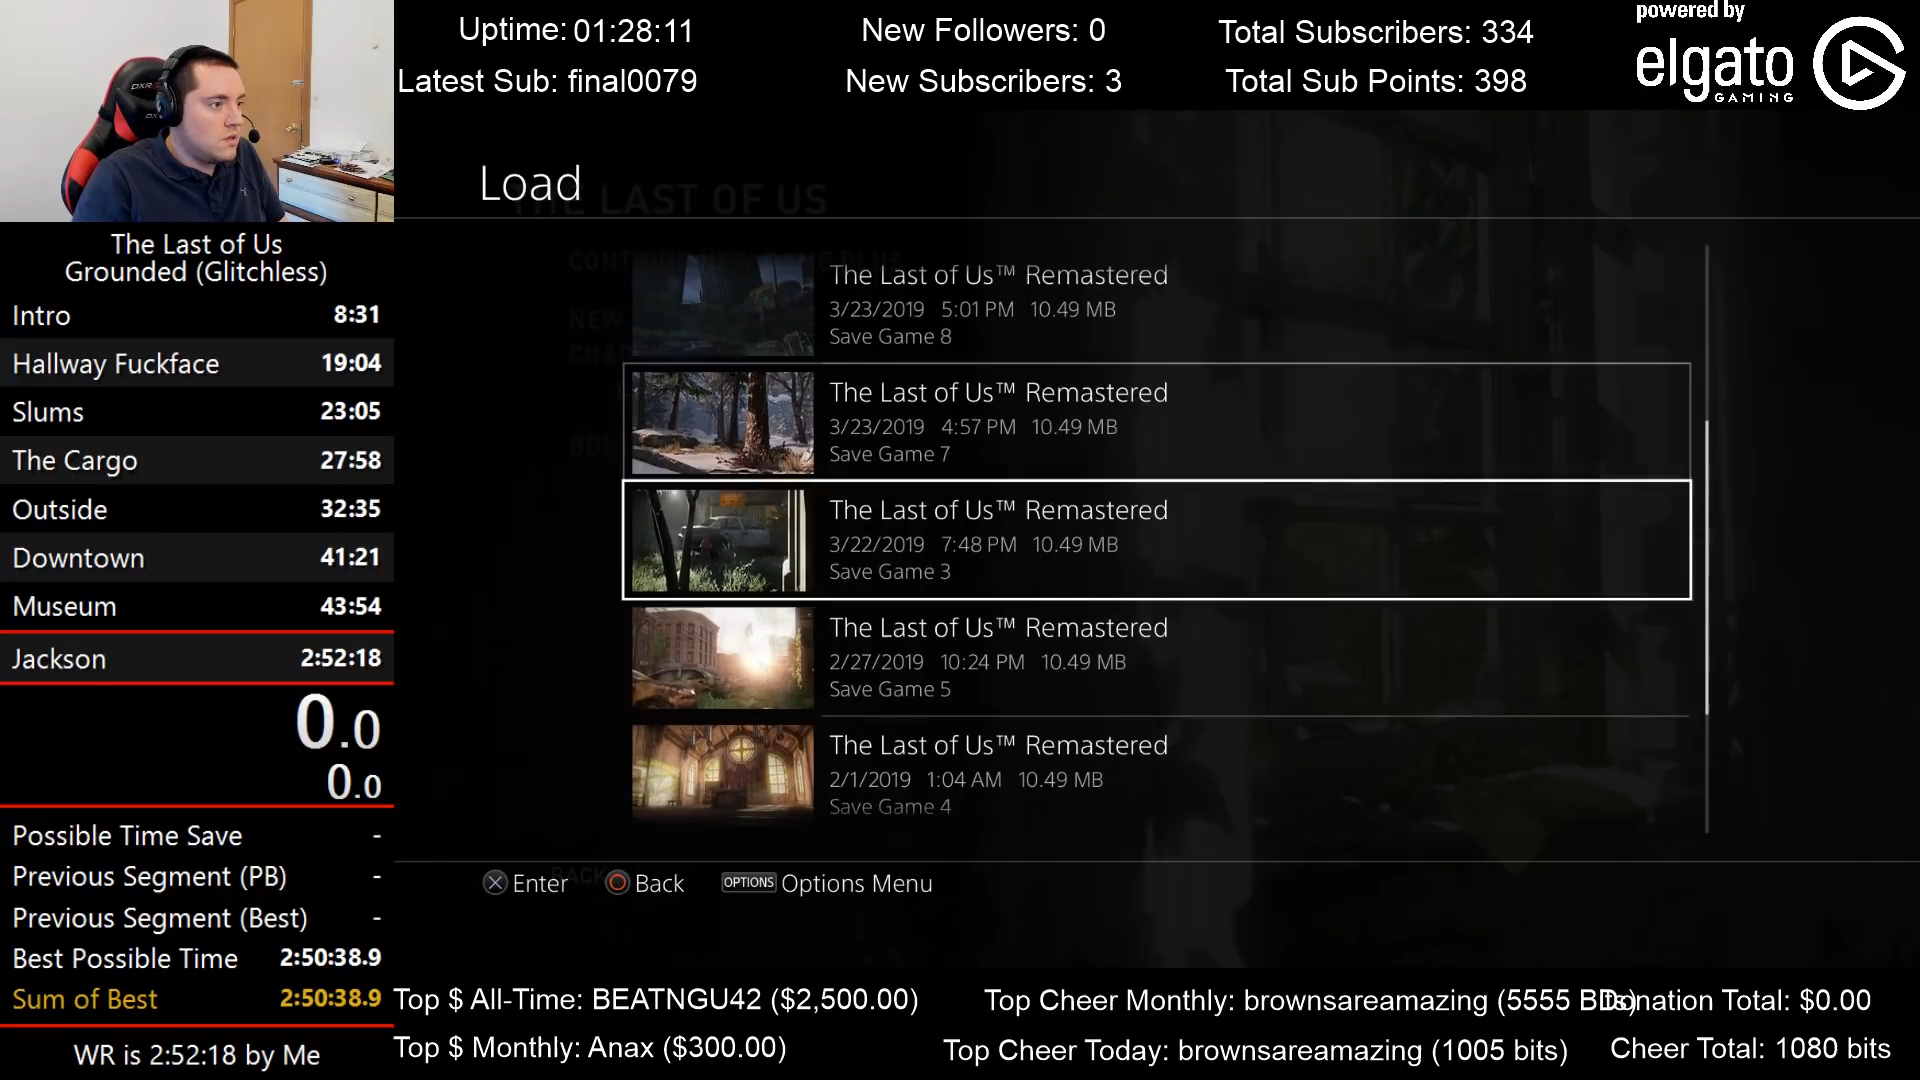 Uptime: 01:28:11
New Followers: 0
Total Subscribers: 334
powered by
elgato
GAMING
Latest Sub: final0079
New Subscribers: 3
Total Sub Points: 398
DXR
Load
THE LAST OF US
The Last of Us
Grounded (Glitchless)
Intro 8:31
Hallway Fuckface 19:04
Slums 23:05
The Cargo 27:58
Outside 32:35
Downtown 41:21
Museum 43:54
Jackson 2:52:18
0.0
0.0
Possible Time Save -
Previous Segment (PB) -
Previous Segment (Best) -
Best Possible Time 2:50:38.9
Sum of Best 2:50:38.9
WR is 2:52:18 by Me
The Last of Us™ Remastered
3/23/2019 5:01 PM 10.49 MB
Save Game 8
The Last of Us™ Remastered
3/23/2019 4:57 PM 10.49 MB
Save Game 7
The Last of Us™ Remastered
3/22/2019 7:48 PM 10.49 MB
Save Game 3
The Last of Us™ Remastered
2/27/2019 10:24 PM 10.49 MB
Save Game 5
The Last of Us™ Remastered
2/1/2019 1:04 AM 10.49 MB
Save Game 4
NEW
BACK
Enter
Back
OPTIONS Options Menu
Top $ All-Time: BEATNGU42 ($2,500.00)
Top Cheer Monthly: brownsareamazing (5555 Bits)
Donation Total: $0.00
Top $ Monthly: Anax ($300.00)
Top Cheer Today: brownsareamazing (1005 bits)
Cheer Total: 1080 bits